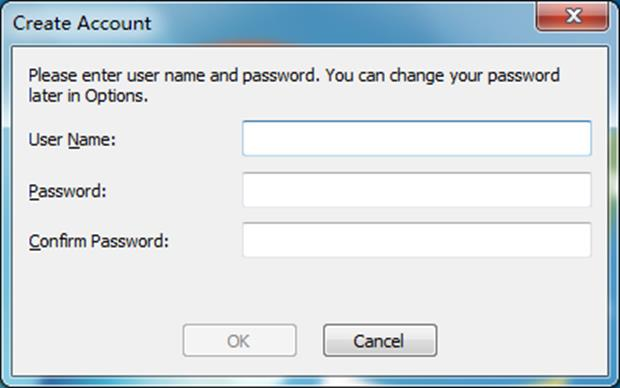 Create Account
Please enter user name and password. You can change your password
later in Options.
User Name:
Password:
Confirm Password:
OK
Cancel